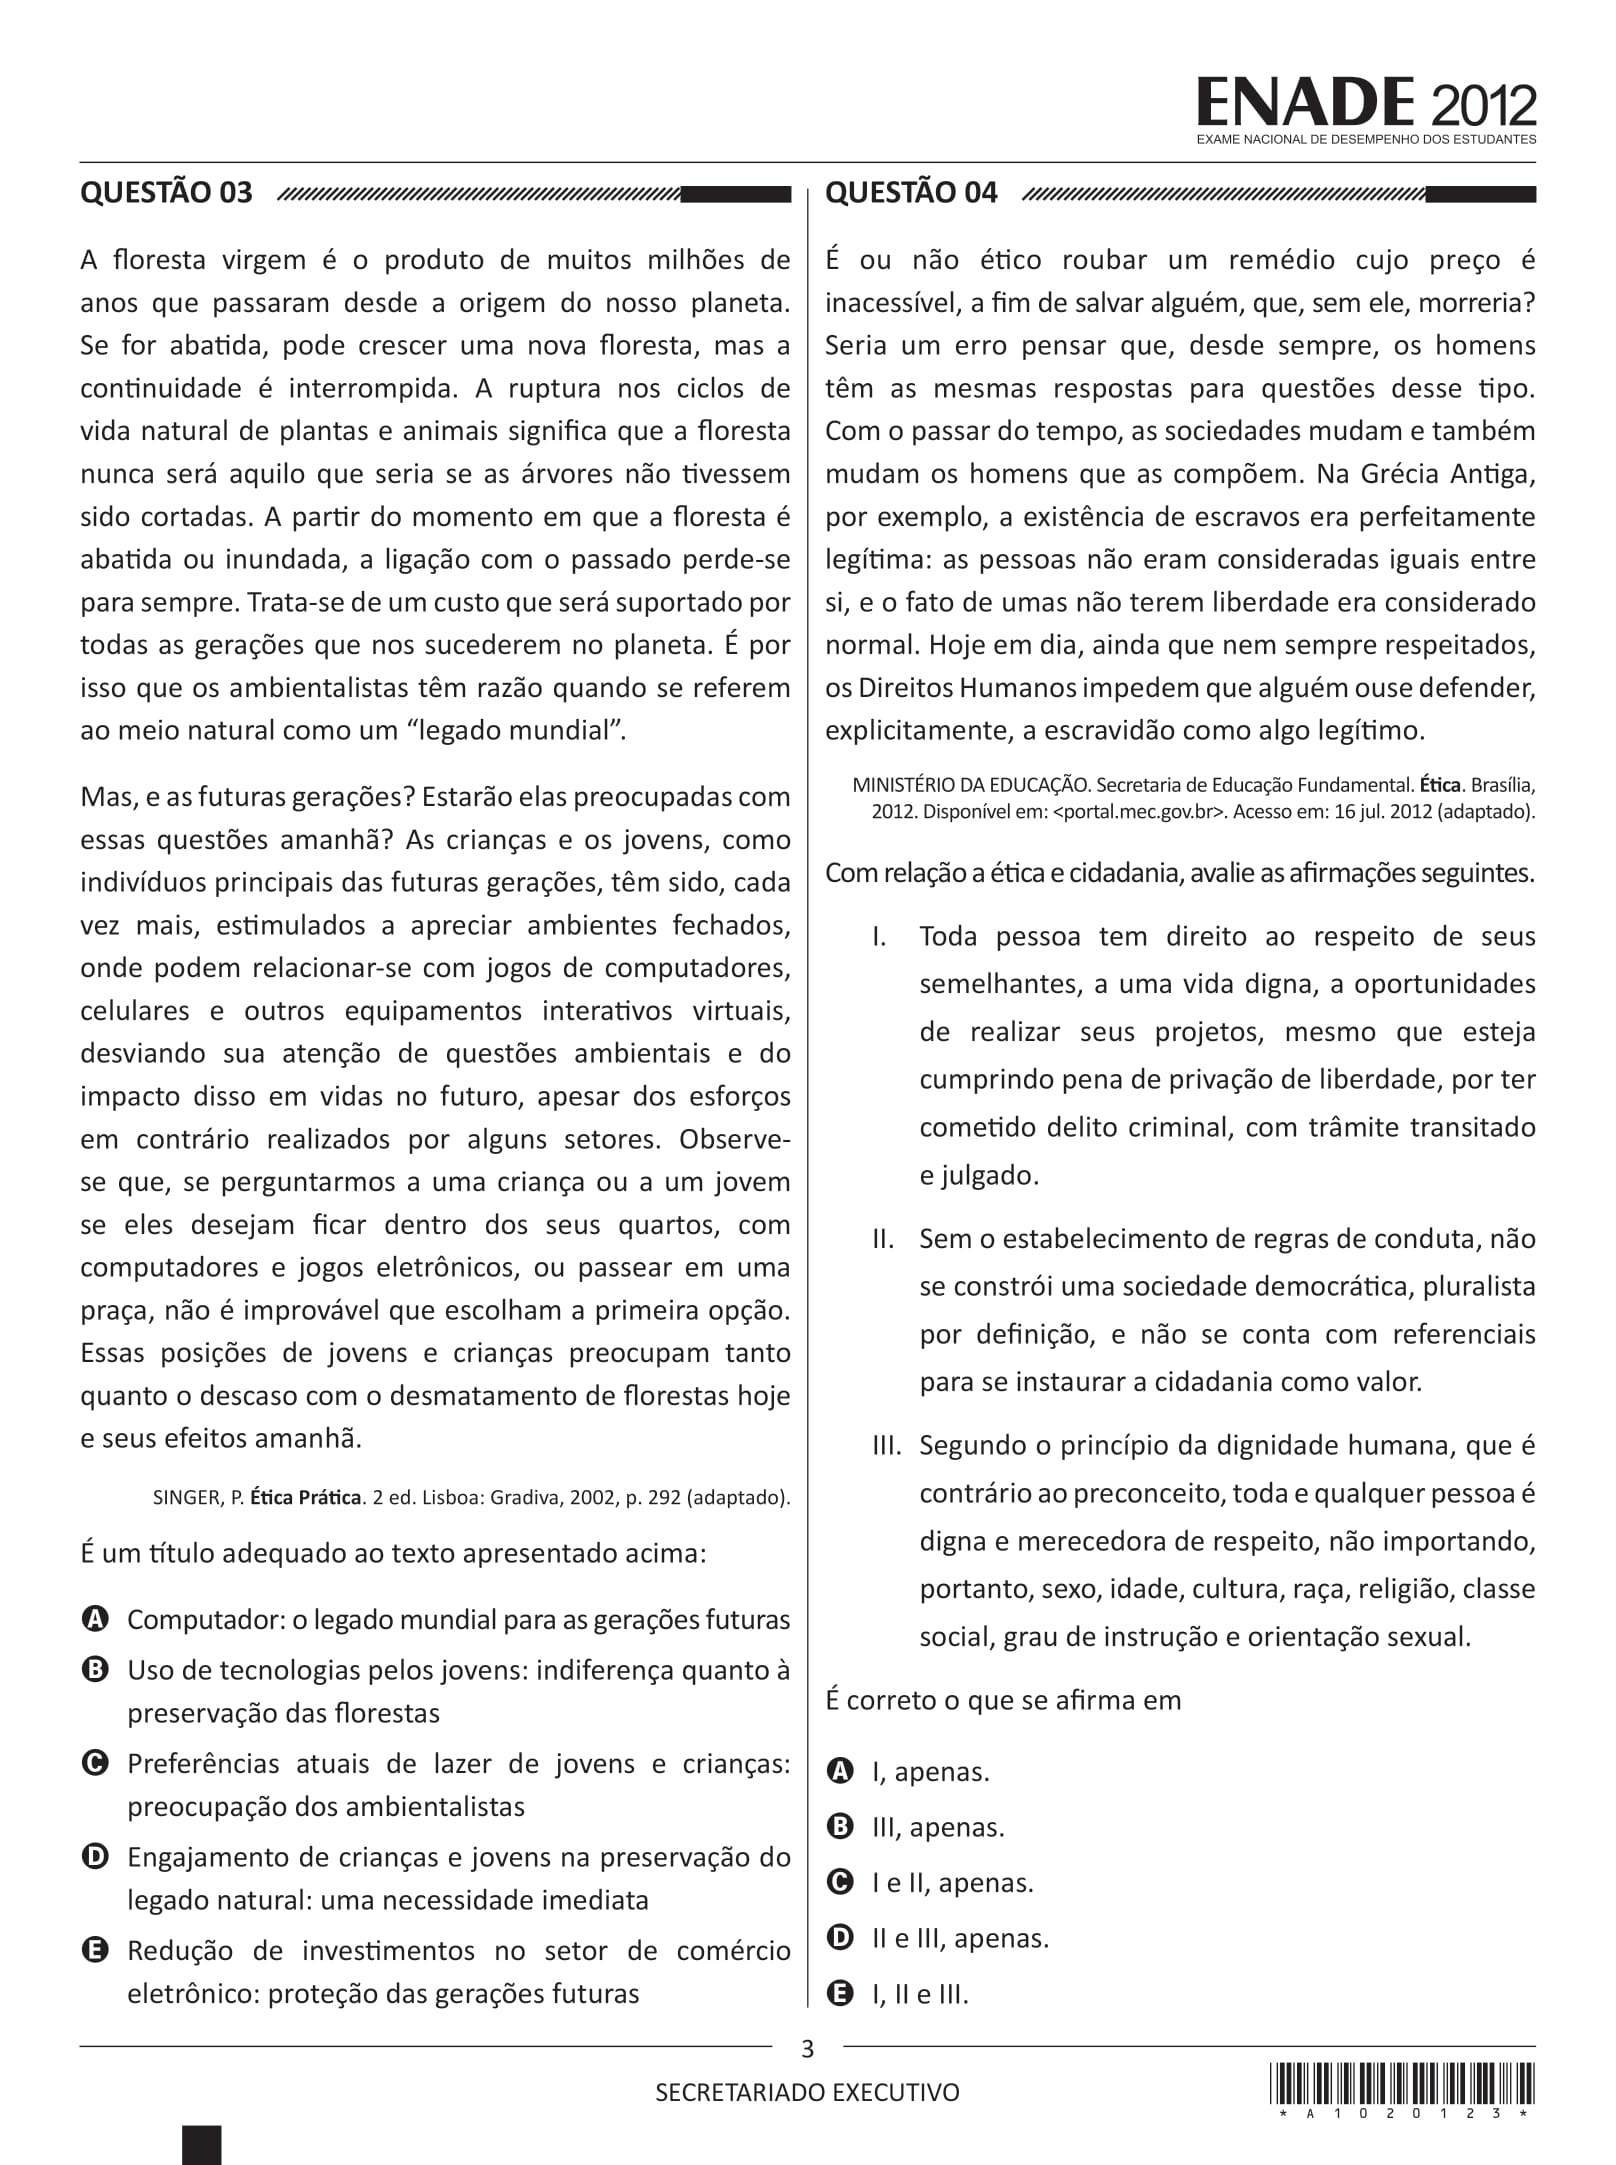 ENADE 2012
EXAME NACIONAL DE DESEMPENHO DOS ESTUDANTES
QUESTÃO 03
A floresta virgem é o produto de muitos milhões de
anos que passaram desde a origem do nosso planeta.
Se for abatida, pode crescer uma nova floresta, mas a
continuidade é interrompida. A ruptura nos ciclos de
vida natural de plantas e animais significa que a floresta
nunca será aquilo que seria se as árvores não tivessem
sido cortadas. A partir do momento em que a floresta é
abatida ou inundada, a ligação com o passado perde-se
para sempre. Trata-se de um custo que será suportado por
todas as gerações que nos sucederem no planeta. É por
isso que os ambientalistas têm razão quando se referem
ao meio natural como um “legado mundial”.
Mas, e as futuras gerações? Estarão elas preocupadas com
essas questões amanhã? As crianças e os jovens, como
indivíduos principais das futuras gerações, têm sido, cada
vez mais, estimulados a apreciar ambientes fechados,
onde podem relacionar-se com jogos de computadores,
celulares e outros equipamentos interativos virtuais,
desviando sua atenção de questões ambientais e do
impacto disso em vidas no futuro, apesar dos esforços
em contrário realizados por alguns setores. Observe-
se que, se perguntarmos a uma criança ou a um jovem
se eles desejam ficar dentro dos seus quartos, com
computadores e jogos eletrônicos, ou passear em uma
praça, não é improvável que escolham a primeira opção.
Essas posições de jovens e crianças preocupam tanto
quanto o descaso com o desmatamento de florestas hoje
e seus efeitos amanhã.
SINGER, P. Ética Prática. 2 ed. Lisboa: Gradiva, 2002, p. 292 (adaptado).
É um título adequado ao texto apresentado acima:
A Computador: o legado mundial para as gerações futuras
B Uso de tecnologias pelos jovens: indiferença quanto à
preservação das florestas
C Preferências atuais de lazer de jovens e crianças:
preocupação dos ambientalistas
D Engajamento de crianças e jovens na preservação do
legado natural: uma necessidade imediata
E Redução de investimentos no setor de comércio
eletrônico: proteção das gerações futuras
QUESTÃO 04
É ou não ético roubar um remédio cujo preço é
inacessível, a fim de salvar alguém, que, sem ele, morreria?
Seria um erro pensar que, desde sempre, os homens
têm as mesmas respostas para questões desse tipo.
Com o passar do tempo, as sociedades mudam e também
mudam os homens que as compõem. Na Grécia Antiga,
por exemplo, a existência de escravos era perfeitamente
legítima: as pessoas não eram consideradas iguais entre
si, e o fato de umas não terem liberdade era considerado
normal. Hoje em dia, ainda que nem sempre respeitados,
os Direitos Humanos impedem que alguém ouse defender,
explicitamente, a escravidão como algo legítimo.
MINISTÉRIO DA EDUCAÇÃO. Secretaria de Educação Fundamental. Ética. Brasília,
2012. Disponível em: <portal.mec.gov.br>. Acesso em: 16 jul. 2012 (adaptado).
Com relação a ética e cidadania, avalie as afirmações seguintes.
I. Toda pessoa tem direito ao respeito de seus
semelhantes, a uma vida digna, a oportunidades
de realizar seus projetos, mesmo que esteja
cumprindo pena de privação de liberdade, por ter
cometido delito criminal, com trâmite transitado
e julgado.
II. Sem o estabelecimento de regras de conduta, não
se constrói uma sociedade democrática, pluralista
por definição, e não se conta com referenciais
para se instaurar a cidadania como valor.
III. Segundo o princípio da dignidade humana, que é
contrário ao preconceito, toda e qualquer pessoa é
digna e merecedora de respeito, não importando,
portanto, sexo, idade, cultura, raça, religião, classe
social, grau de instrução e orientação sexual.
É correto o que se afirma em
A I, apenas.
B III, apenas.
C I e II, apenas.
D II e III, apenas.
E I, II e III.
3
SECRETARIADO EXECUTIVO
* A 1 0 2 0 1 2 3 *